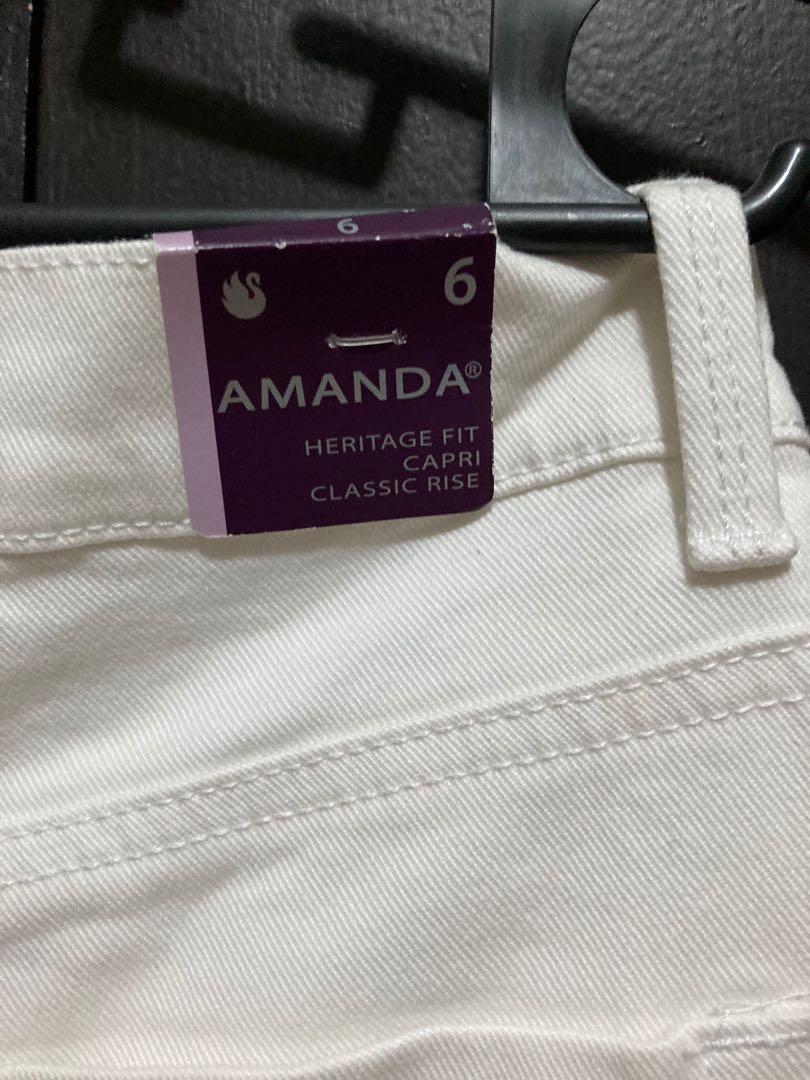 6
6
AMANDA®
HERITAGE FIT
CAPRI
CLASSIC RISE